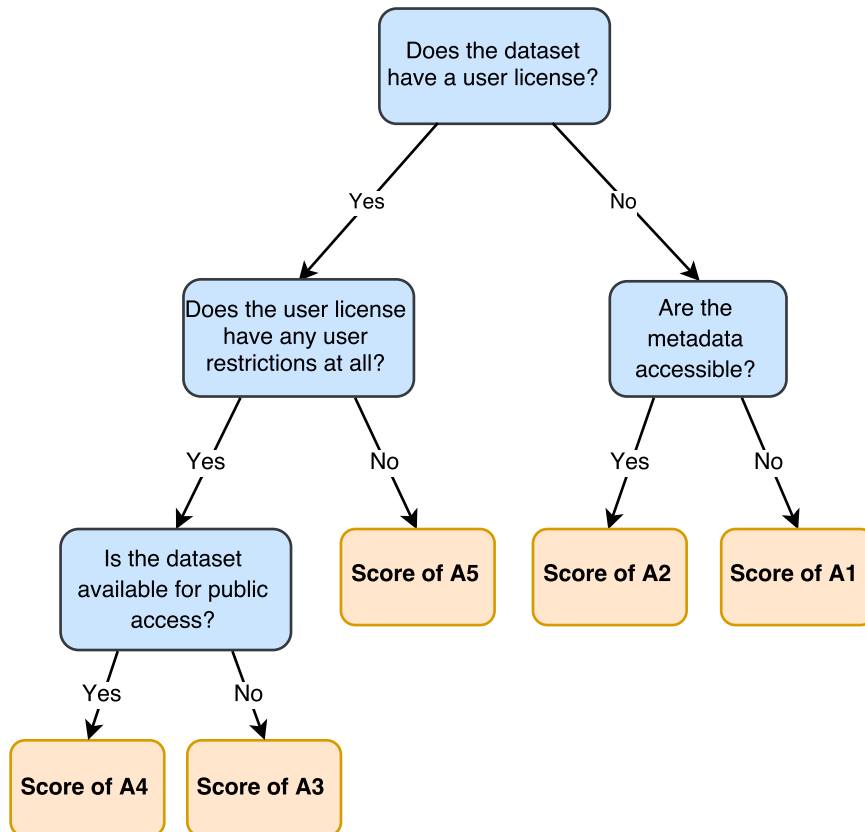 Does the dataset
have a user license?
Yes
No
Does the user license
have any user
restrictions at all?
Are the
metadata
accessible?
Yes
No
Yes
No
Is the dataset
available for public
access?
Score of A5
Score of A2
Score of A1
Yes
No
Score of A4
Score of A3